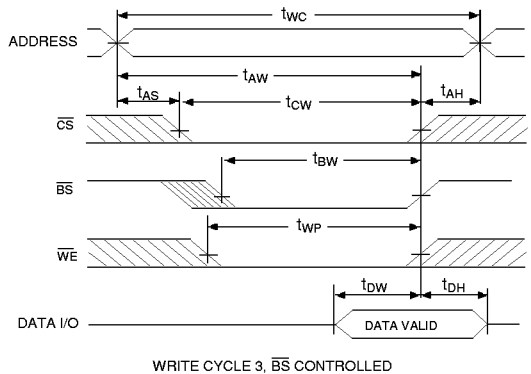 tWC
ADDRESS
tAW
tAS
tCW
tAH
CS
tBW
BS
tWP
WE
tDW
tDH
DATA I/O
DATA VALID
WRITE CYCLE 3, BS CONTROLLED